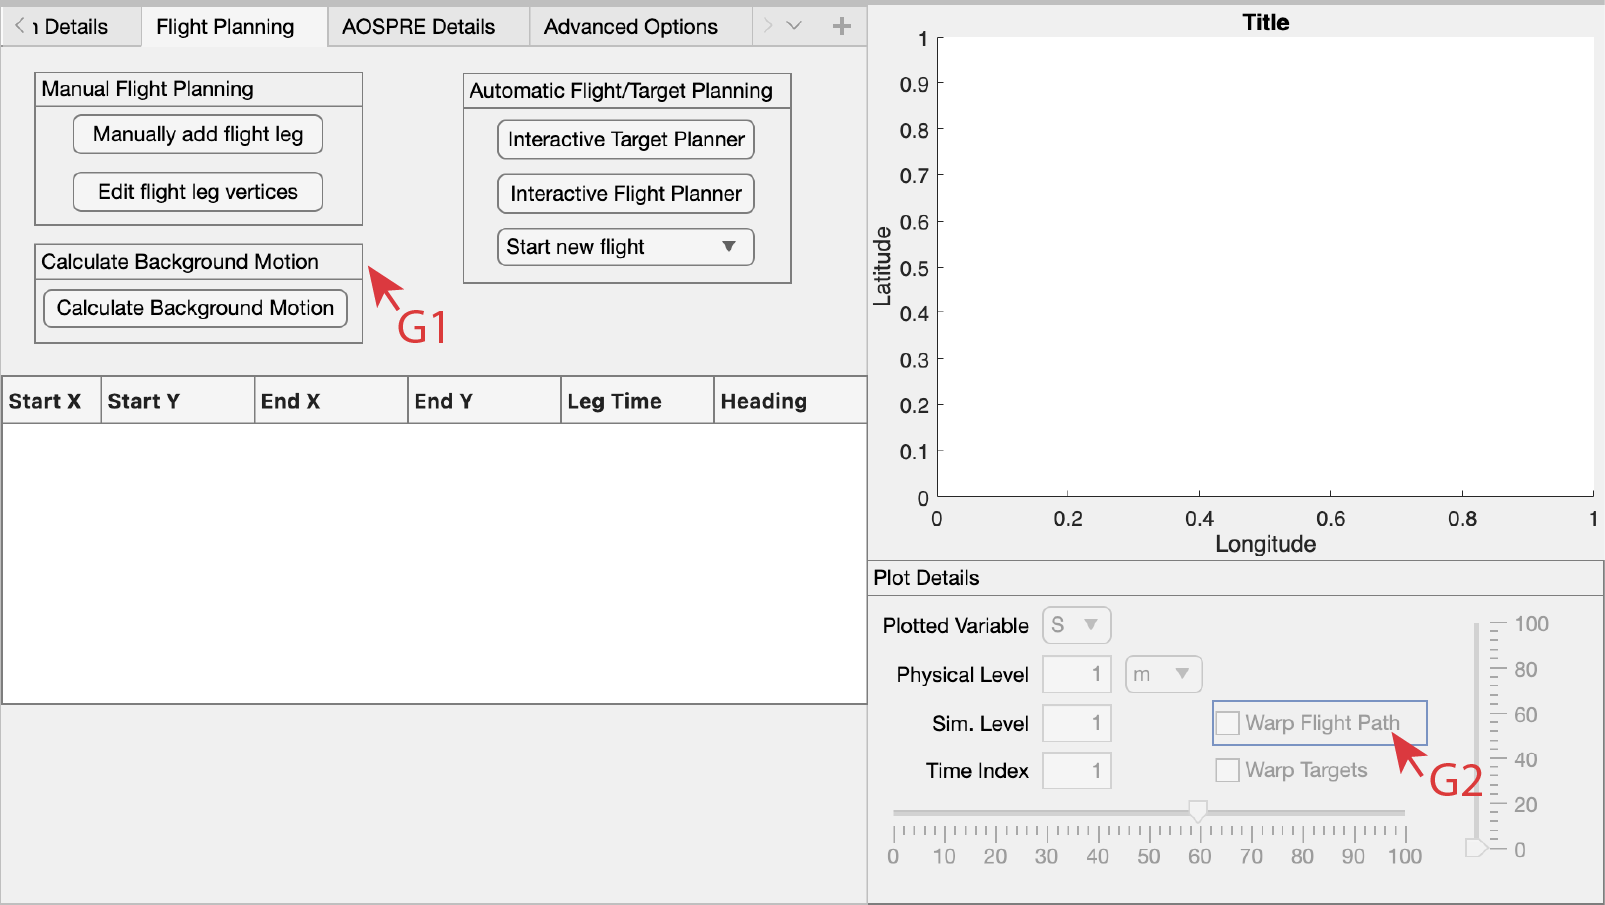 n Details
Flight Planning
AOSPRE Details
Advanced Options
Manual Flight Planning
Manually add flight leg
Edit flight leg vertices
Calculate Background Motion
Calculate Background Motion
G1
Automatic Flight/Target Planning
Interactive Target Planner
Interactive Flight Planner
Start new flight
Start X
Start Y
End X
End Y
Leg Time
Heading
Title
1
0.9
0.8
0.7
0.6
0.5
0.4
0.3
0.2
0.1
0
Latitude
0
0.2
0.4
0.6
0.8
1
Longitude
Plot Details
Plotted Variable
S
Physical Level
1
m
Sim. Level
1
Warp Flight Path
Time Index
1
Warp Targets
G2
0
10
20
30
40
50
60
70
80
90
100
100
80
60
40
20
0